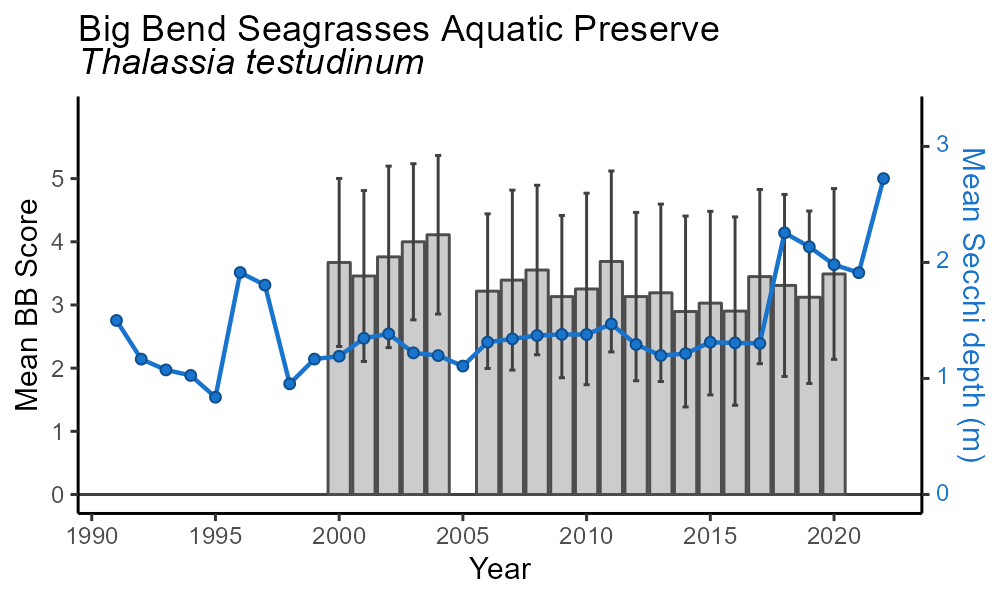 Big Bend Seagrasses Aquatic Preserve
Thalassia testudinum
Mean BB Score
5
4
3
2
1
0
3
2
1
0
Mean Secchi depth (m)
1990 1995 2000 2005 2010 2015 2020
Year